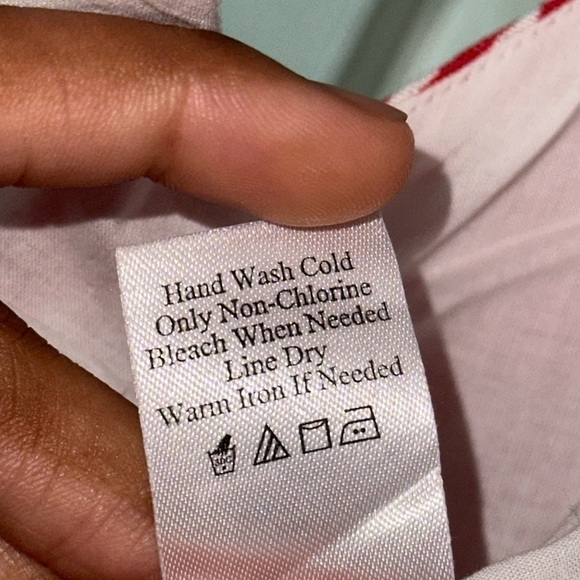 Hand Wash Cold
Only Non-Chlorine
Bleach When Needed
Line Dry
Warm Iron If Needed